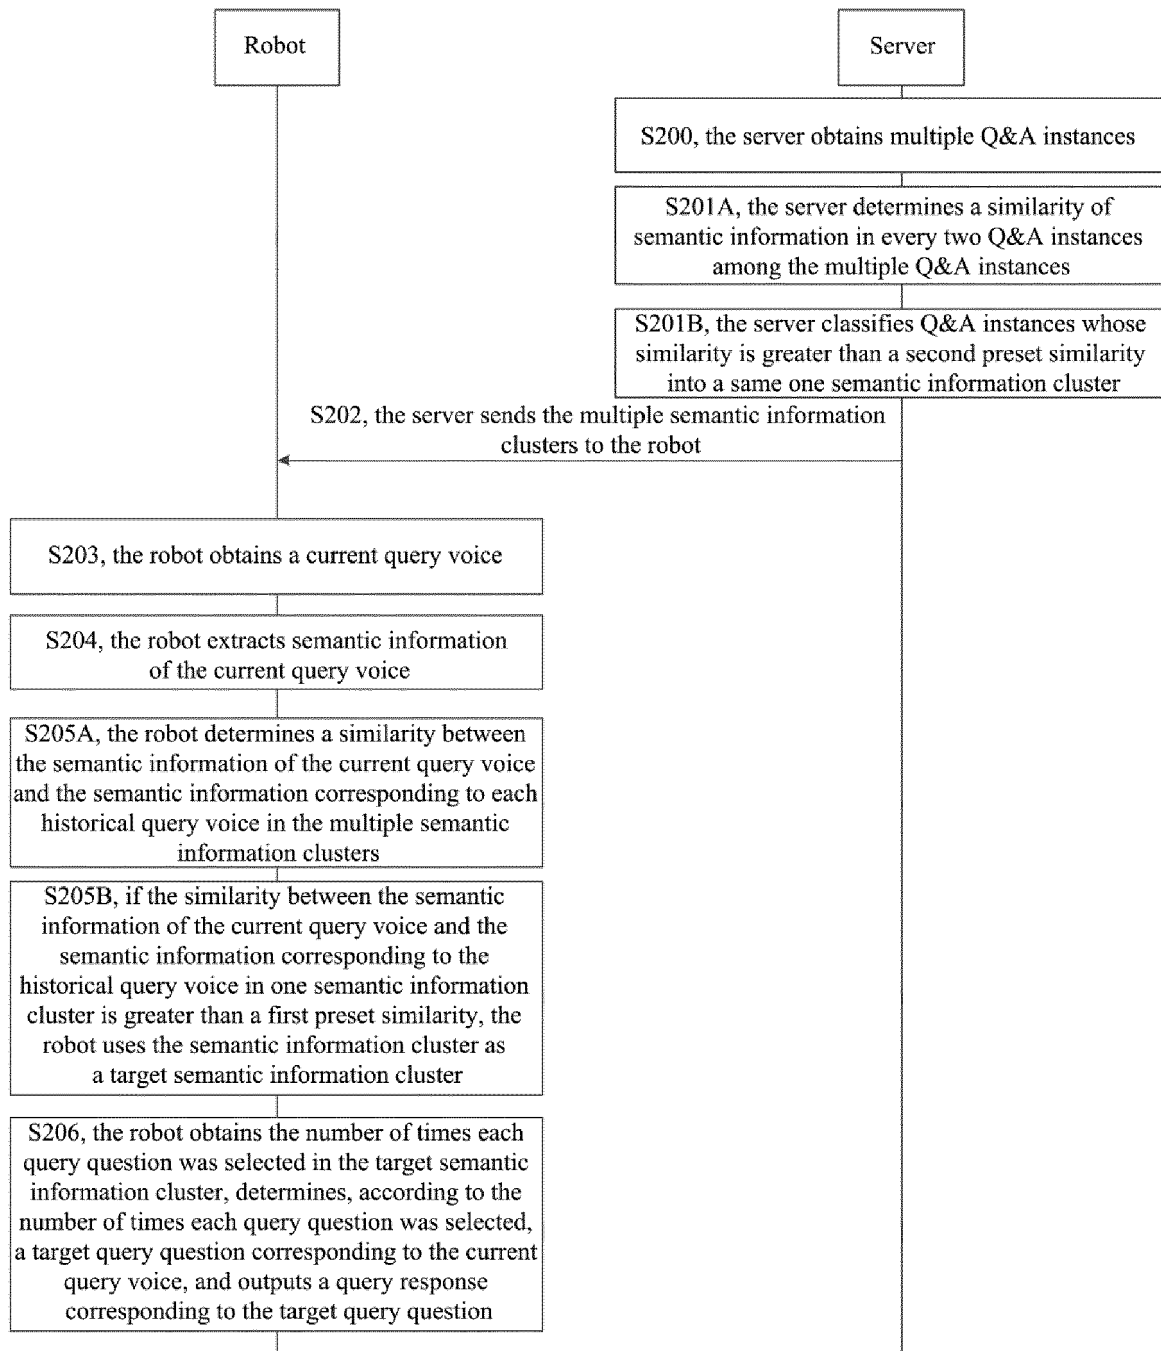 Robot
Server
S200, the server obtains multiple Q&A instances
S201A, the server determines a similarity of
semantic information in every two Q&A instances
among the multiple Q&A instances
S201B, the server classifies Q&A instances whose
similarity is greater than a second preset similarity
into a same one semantic information cluster
S202, the server sends the multiple semantic information
clusters to the robot
S203, the robot obtains a current query voice
S204, the robot extracts semantic information
of the current query voice
S205A, the robot determines a similarity between
the semantic information of the current query voice
and the semantic information corresponding to each
historical query voice in the multiple semantic
information clusters
S205B, if the similarity between the semantic
information of the current query voice and the
semantic information corresponding to the
historical query voice in one semantic information
cluster is greater than a first preset similarity, the
robot uses the semantic information cluster as
a target semantic information cluster
S206, the robot obtains the number of times each
query question was selected in the target semantic
information cluster, determines, according to the
number of times each query question was selected,
a target query question corresponding to the current
query voice, and outputs a query response
corresponding to the target query question